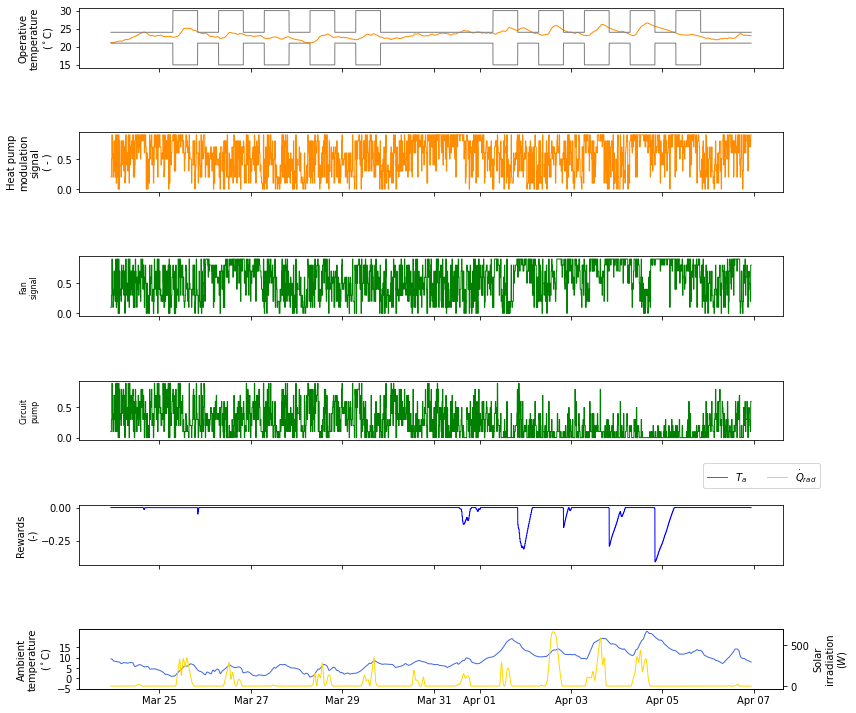 Operative
temperature
(°C)
30
25
20
15
Heat pump
modulation
signal
( - )
0.5
0.0
Fan
signal
0.5
0.0
Circuit
pump
0.5
0.0
T_a Q̇_rad
Rewards
(-)
0.00
−0.25
Ambient
temperature
(°C)
15
10
5
0
−5
500
0
Solar
irradiation
(W)
Mar 25 Mar 27 Mar 29 Mar 31 Apr 01 Apr 03 Apr 05 Apr 07